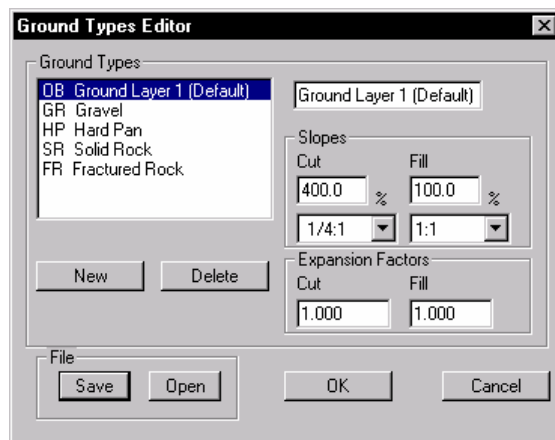 Ground Types Editor
Ground Types
OB Ground Layer 1 (Default)
GR Gravel
HP Hard Pan
SR Solid Rock
FR Fractured Rock
New
Delete
Ground Layer 1 (Default)
Slopes
Cut
Fill
400.0 %
100.0 %
1/4:1
1:1
Expansion Factors
Cut
Fill
1.000
1.000
File
Save
Open
OK
Cancel